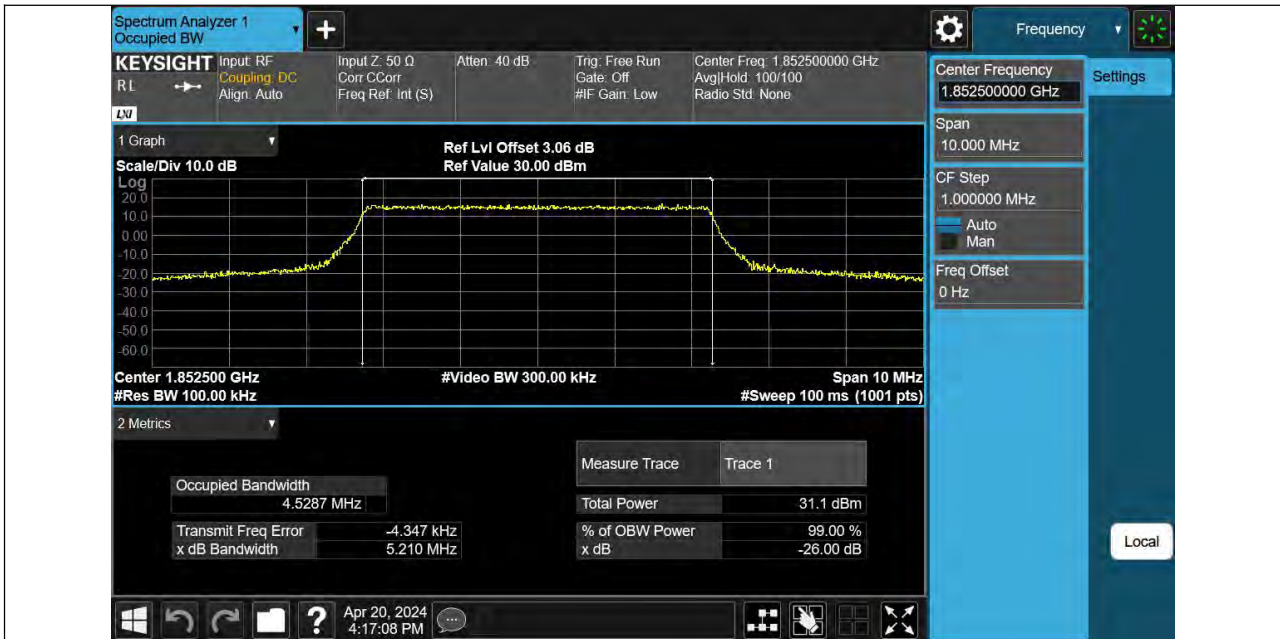 Spectrum Analyzer 1
Occupied BW
+
Frequency
KEYSIGHT
RL
LXI
Input: RF
Coupling: DC
Align: Auto
Input Z: 50 Ω
Corr CCorr
Freq Ref: Int (S)
Atten: 40 dB
Trig: Free Run
Gate: Off
#IF Gain: Low
Center Freq: 1.852500000 GHz
Avg|Hold: 100/100
Radio Std: None
Center Frequency
1.852500000 GHz
Settings
Span
10.000 MHz
CF Step
1.000000 MHz
Auto
Man
Freq Offset
0 Hz
Local
1 Graph
Scale/Div 10.0 dB
Ref Lvl Offset 3.06 dB
Ref Value 30.00 dBm
Log
20.0
10.0
0.00
-10.0
-20.0
-30.0
-40.0
-50.0
-60.0
Center 1.852500 GHz
#Video BW 300.00 kHz
Span 10 MHz
#Res BW 100.00 kHz
#Sweep 100 ms (1001 pts)
2 Metrics
Measure Trace Trace 1
Occupied Bandwidth
4.5287 MHz
Total Power 31.1 dBm
Transmit Freq Error -4.347 kHz
% of OBW Power 99.00 %
x dB Bandwidth 5.210 MHz
x dB -26.00 dB
?
Apr 20, 2024
4:17:08 PM